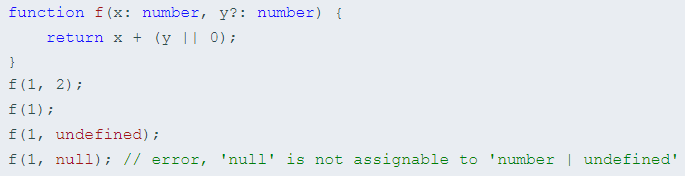 function f(x: number, y?: number) {
    return x + (y || 0);
}
f(1, 2);
f(1);
f(1, undefined);
f(1, null); // error, 'null' is not assignable to 'number | undefined'